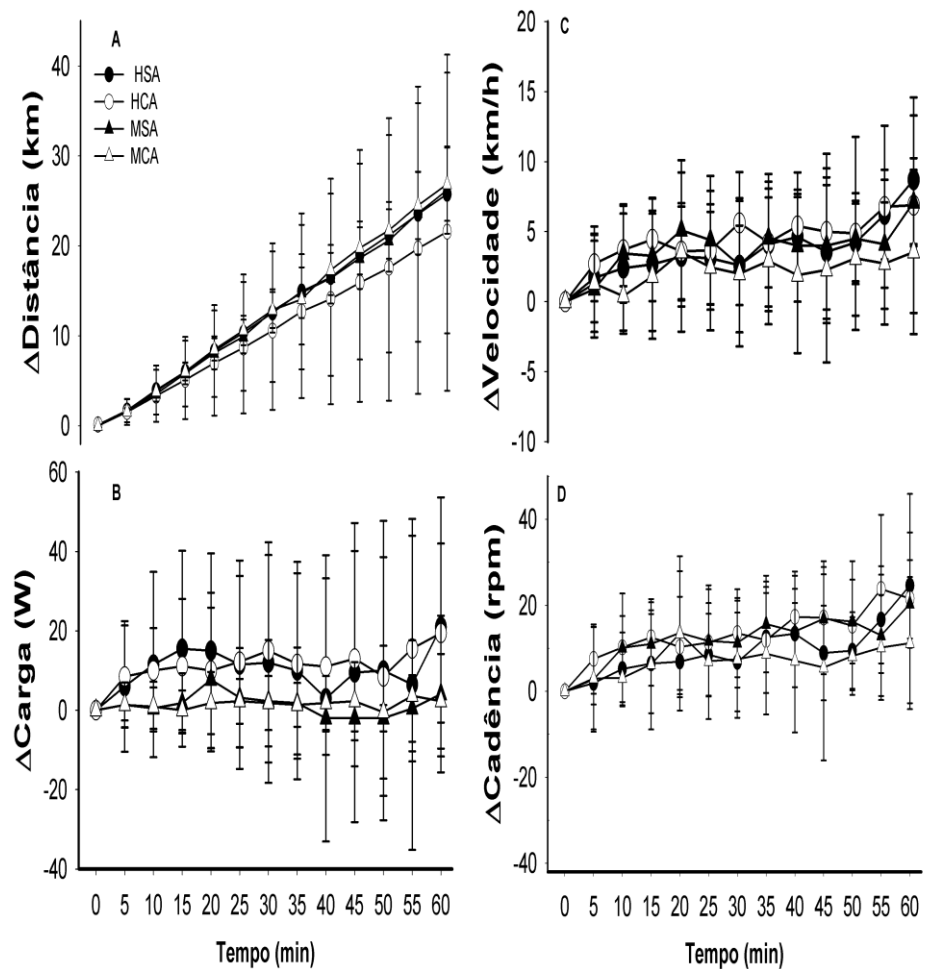 A
HSA
HCA
MSA
MCA
ΔDistância (km)
40
20
10
0
C
ΔVelocidade (km/h)
20
15
10
5
0
-5
-10
B
ΔCarga (W)
60
40
20
0
-20
-40
0 5 10 15 20 25 30 35 40 45 50 55 60
Tempo (min)
D
ΔCadência (rpm)
40
20
0
-20
-40
0 5 10 15 20 25 30 35 40 45 50 55 60
Tempo (min)